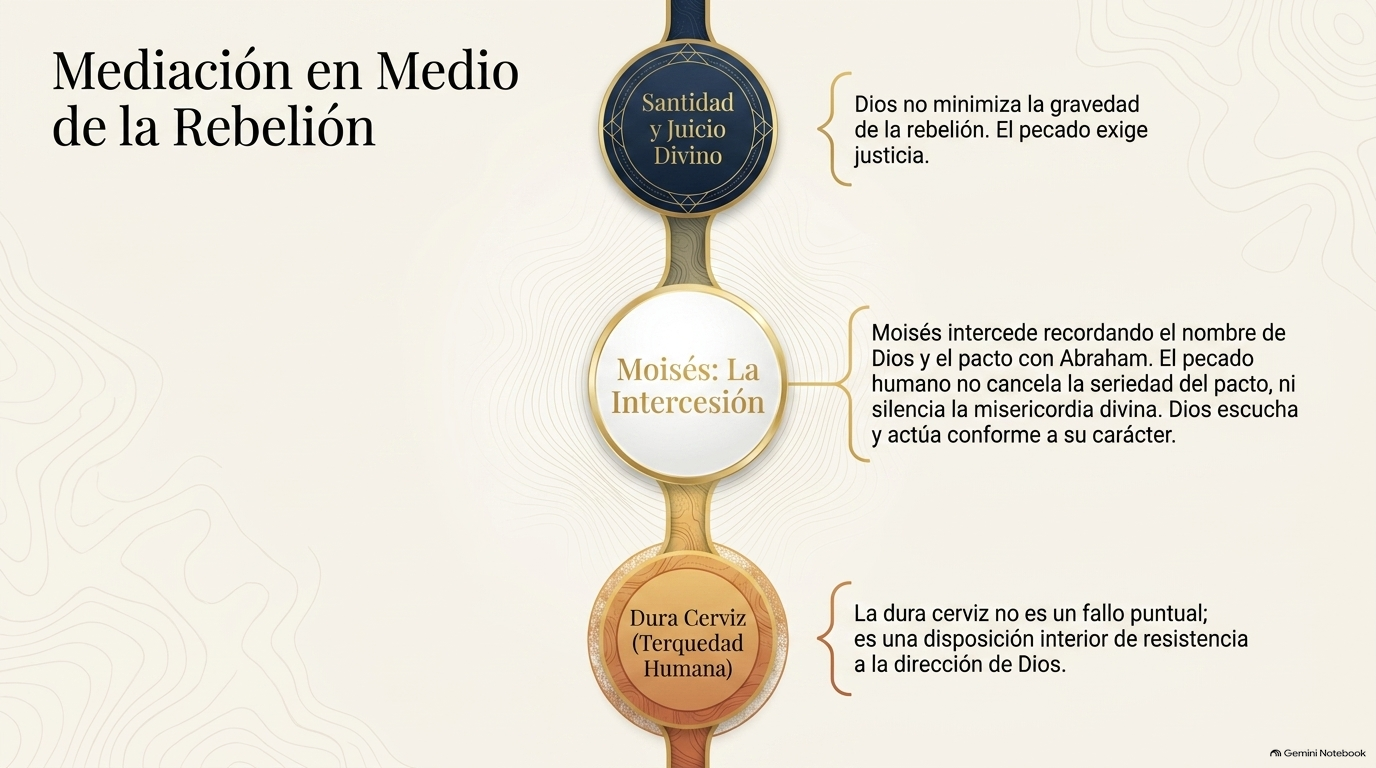 Mediación en Medio
de la Rebelión
Santidad
y Juicio
Divino
Dios no minimiza la gravedad
de la rebelión. El pecado exige
justicia.
Moisés: La
Intercesión
Moisés intercede recordando el nombre de
Dios y el pacto con Abraham. El pecado
humano no cancela la seriedad del pacto, ni
silencia la misericordia divina. Dios escucha
y actúa conforme a su carácter.
Dura Cerviz
(Terquedad
Humana)
La dura cerviz no es un fallo puntual;
es una disposición interior de resistencia
a la dirección de Dios.
Gemini Notebook